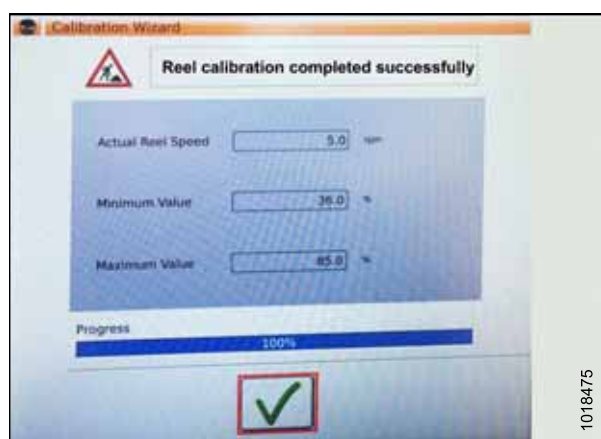 Calibration Wizard
Reel calibration completed successfully
Actual Reel Speed 5.0 rpm
Minimum Value 36.0 %
Maximum Value 85.0 %
Progress
100%
1018475